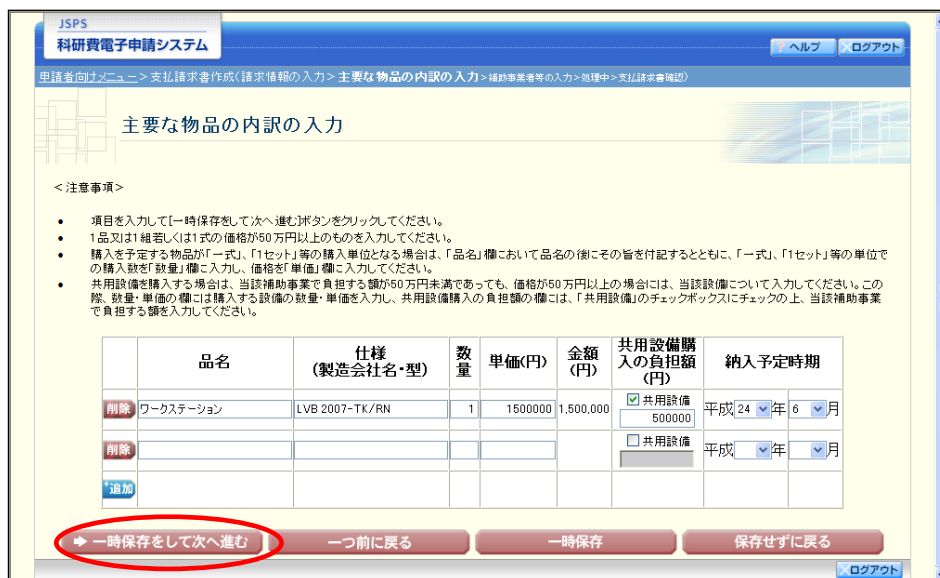 JSPS
科研費電子申請システム
? ヘルプ
ログアウト
申請者向けメニュー>支払請求書作成(請求情報の入力>主要な物品の内訳の入力>補助事業者等の入力>処理中>支払請求書確認)
主要な物品の内訳の入力
<注意事項>
• 項目を入力して[一時保存をして次へ進む]ボタンをクリックしてください。
• 1品又は1組若しくは1式の価格が50万円以上のものを入力してください。
• 購入を予定する物品が「一式」、「1セット」等の購入単位となる場合は、「品名」欄において品名の後にその旨を付記するとともに、「一式」、「1セット」等の単位で
の購入数を「数量」欄に入力し、価格を「単価」欄に入力してください。
• 共用設備を購入する場合は、当該補助事業で負担する額が50万円未満であっても、価格が50万円以上の場合には、当該設備について入力してください。この
際、数量・単価の欄には購入する設備の数量・単価を入力し、共用設備購入の負担額の欄には、「共用設備」のチェックボックスにチェックの上、当該補助事業
で負担する額を入力してください。
品名 仕様 (製造会社名・型) 数量 単価(円) 金額(円) 共用設備購入の負担額(円) 納入予定時期
削除 ワークステーション LVB 2007-TK/RN 1 1500000 1,500,000 共用設備 500000 平成 24 年 6 月
削除 共用設備 平成 年 月
+追加
一時保存をして次へ進む 一つ前に戻る 一時保存 保存せずに戻る
ログアウト